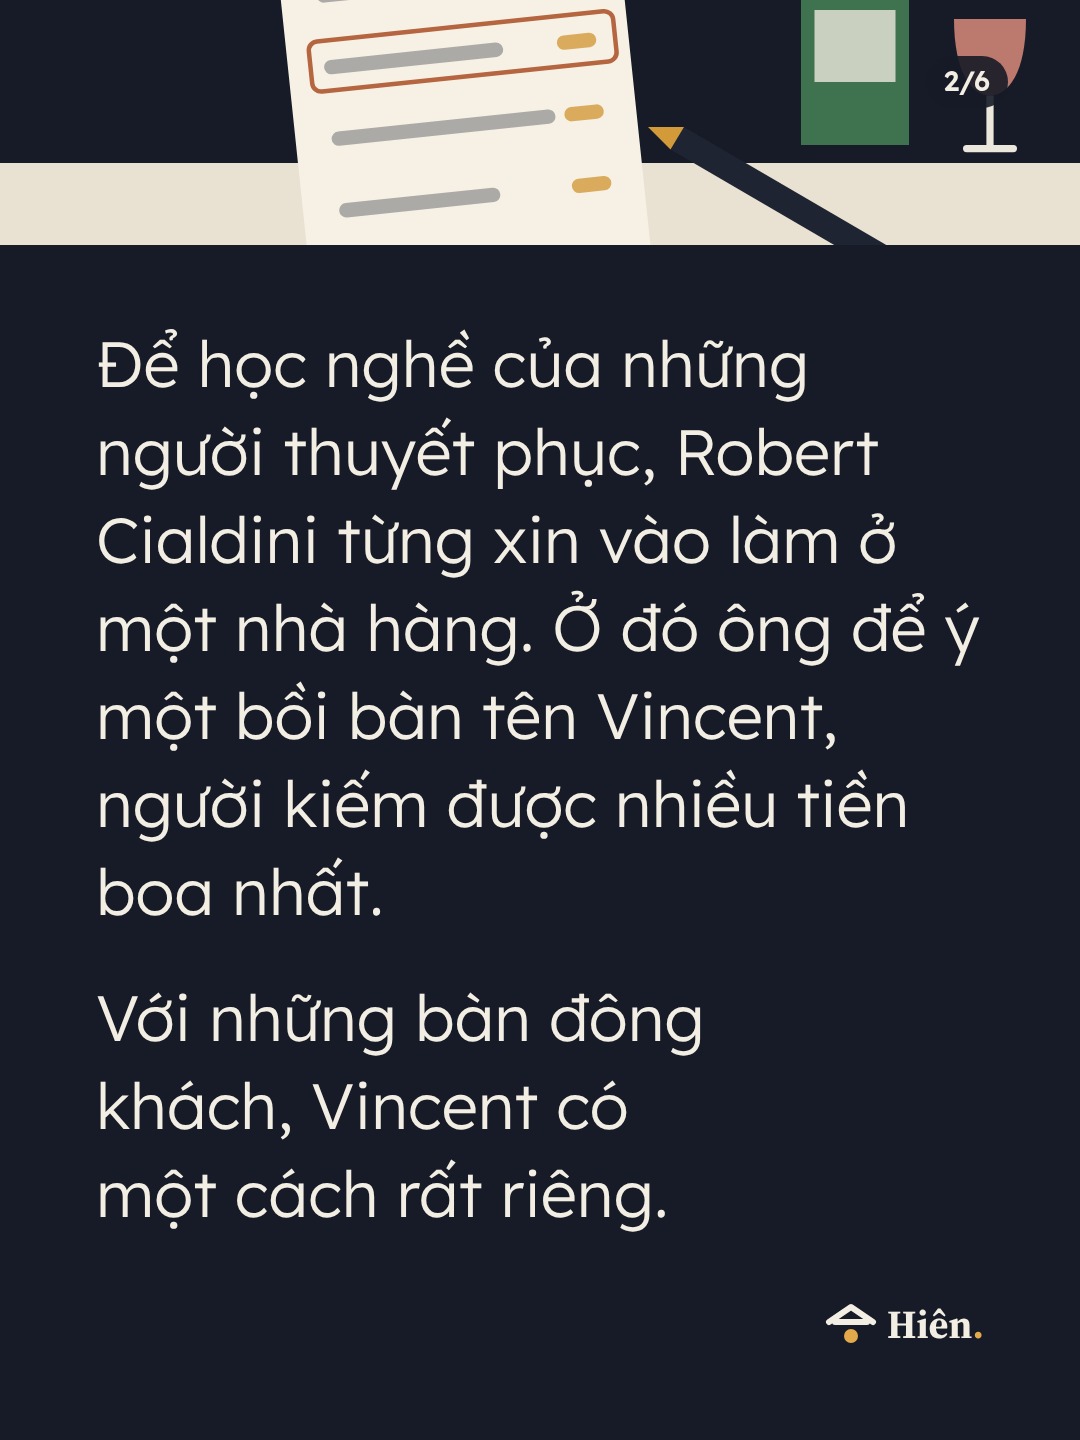 2/6
Để học nghề của những
người thuyết phục, Robert
Cialdini từng xin vào làm ở
một nhà hàng. Ở đó ông để ý
một bồi bàn tên Vincent,
người kiếm được nhiều tiền
boa nhất.
Với những bàn đông
khách, Vincent có
một cách rất riêng.
Hiên.